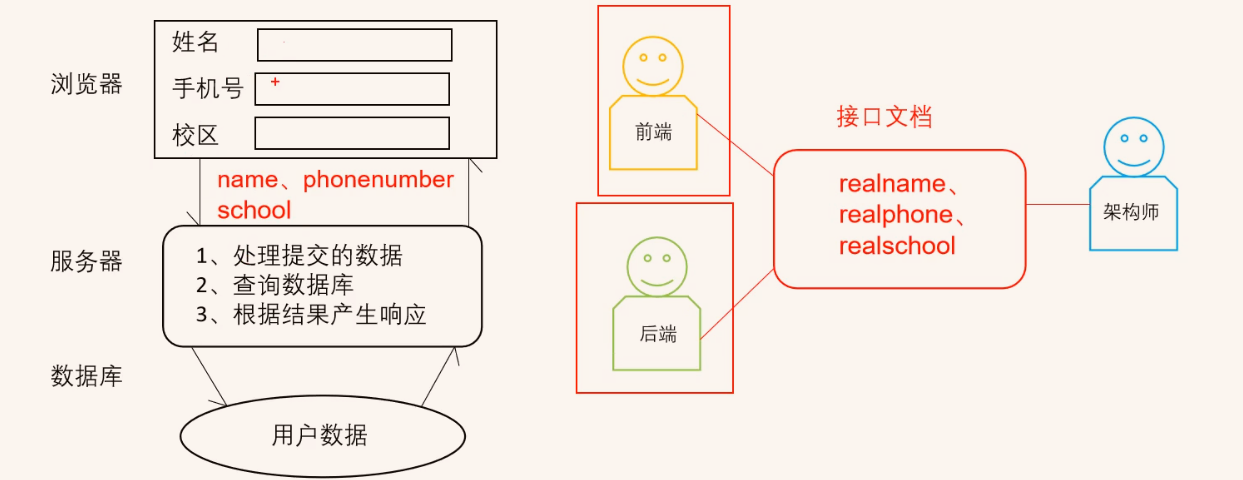 浏览器
姓名
手机号
校区
name、phonenumber
school
服务器
1、处理提交的数据
2、查询数据库
3、根据结果产生响应
数据库
用户数据
前端
后端
接口文档
realname、
realphone、
realschool
架构师